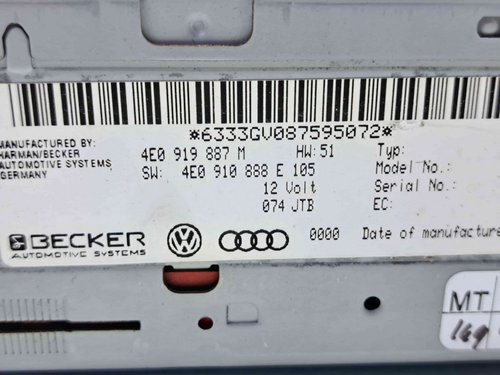 *6333GV087595072*
MANUFACTURED BY:
HARMAN/BECKER
AUTOMOTIVE SYSTEMS
GERMANY
4E0 919 887 M HW:51
SW: 4E0 910 888 E 105
12 Volt
074 JTB
Typ:
Model No.:
Serial No.:
EC:
BECKER
AUTOMOTIVE SYSTEMS
0000 Date of manufacture
MT
169